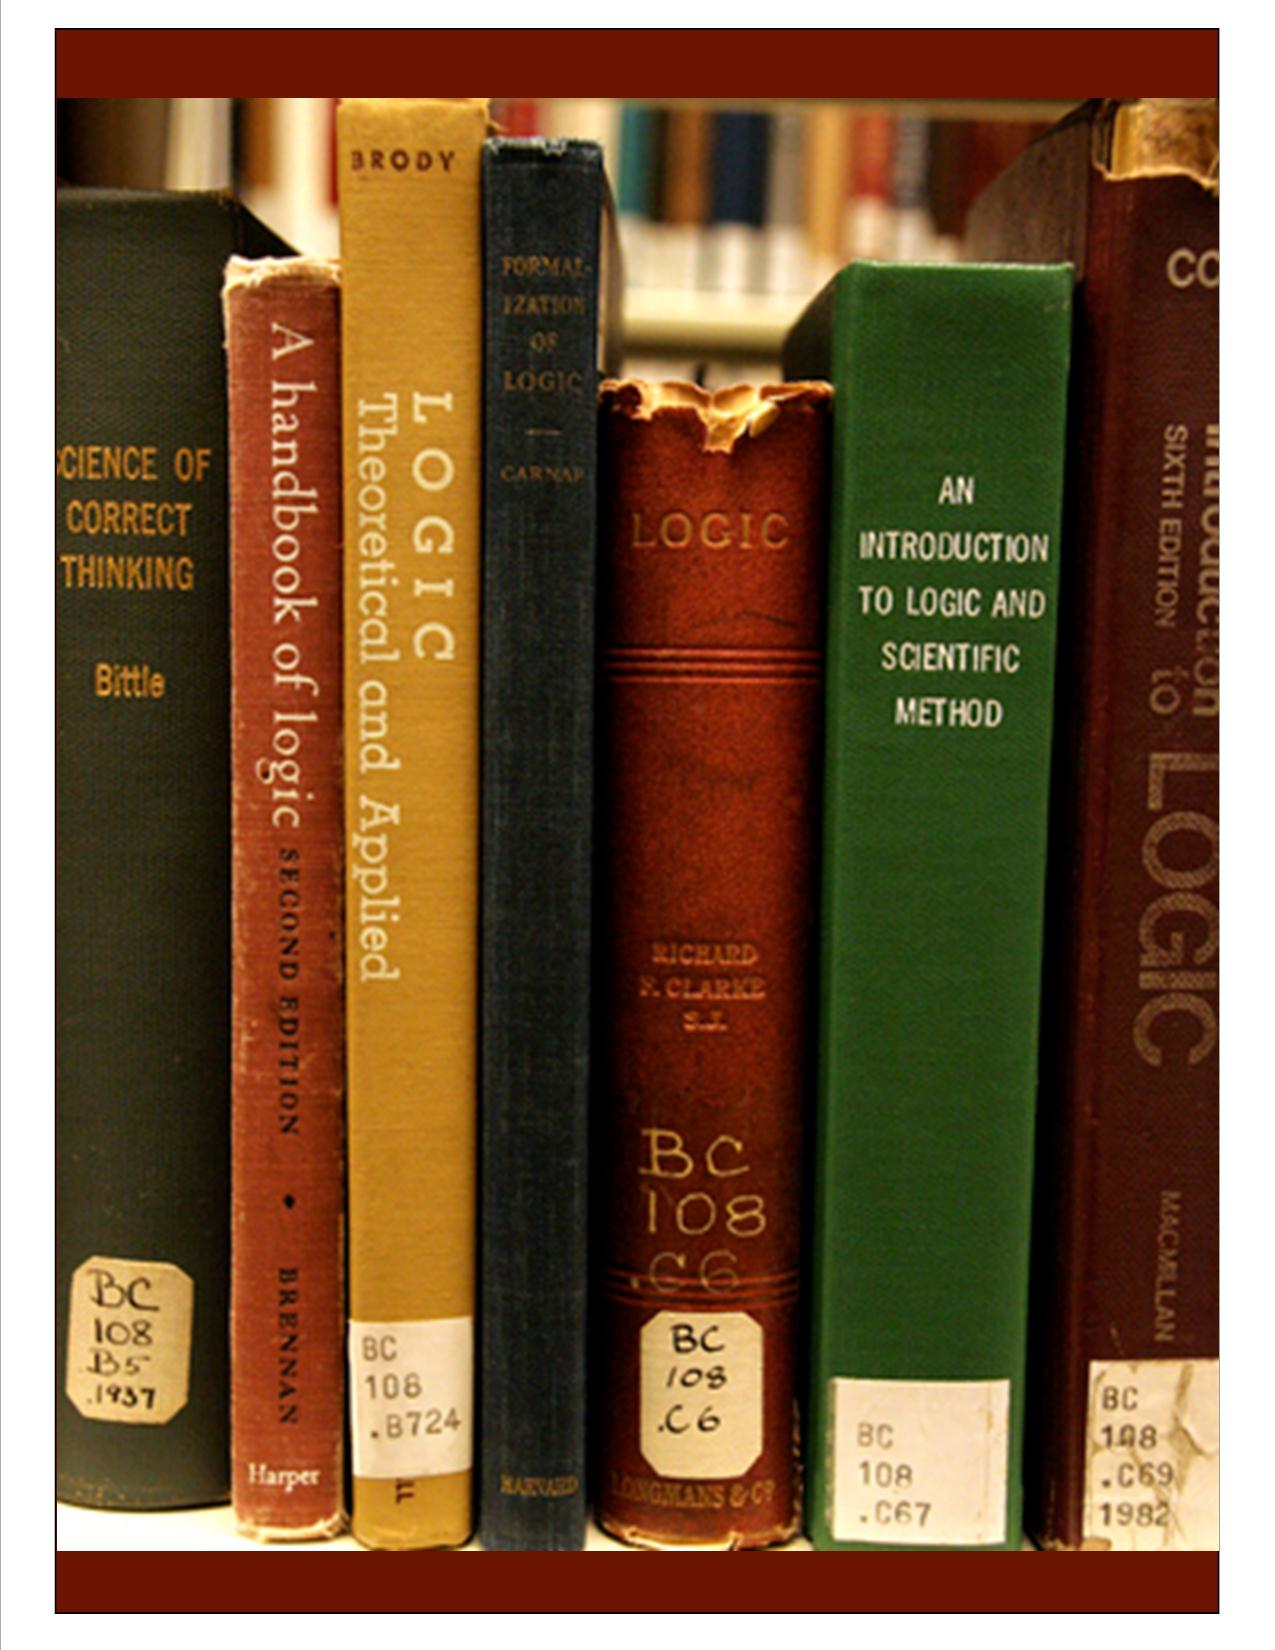 CIENCE OF
CORRECT
THINKING
Bittle
BC
108
.B5
.1937
A handbook of logic SECOND EDITION ◆ BRENNAN
Harper
BRODY
LOGIC
Theoretical and Applied
BC
108
.B724
FORMAL-
IZATION
OF
LOGIC
CARNAP
HARVARD
LOGIC
RICHARD
F. CLARKE
S.J.
BC
108
.C6
BC
108
.C6
LONGMANS & Co
AN
INTRODUCTION
TO LOGIC AND
SCIENTIFIC
METHOD
BC
108
.C67
CO
Introduction
to LOGIC
SIXTH EDITION
MACMILLAN
BC
108
.C69
1982